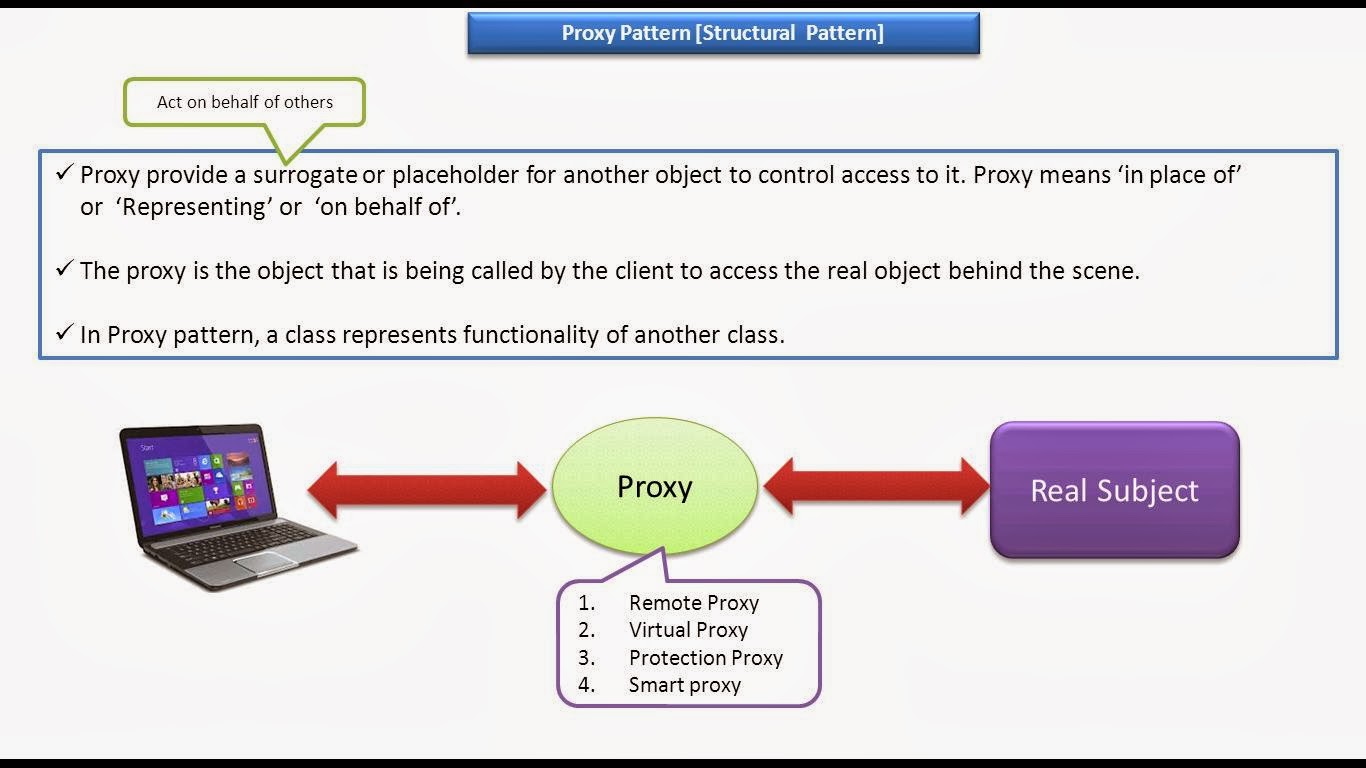 Proxy Pattern [Structural Pattern]
Act on behalf of others
✓ Proxy provide a surrogate or placeholder for another object to control access to it. Proxy means ‘in place of’
or ‘Representing’ or ‘on behalf of’.
✓ The proxy is the object that is being called by the client to access the real object behind the scene.
✓ In Proxy pattern, a class represents functionality of another class.
Start
Proxy
Real Subject
1. Remote Proxy
2. Virtual Proxy
3. Protection Proxy
4. Smart proxy